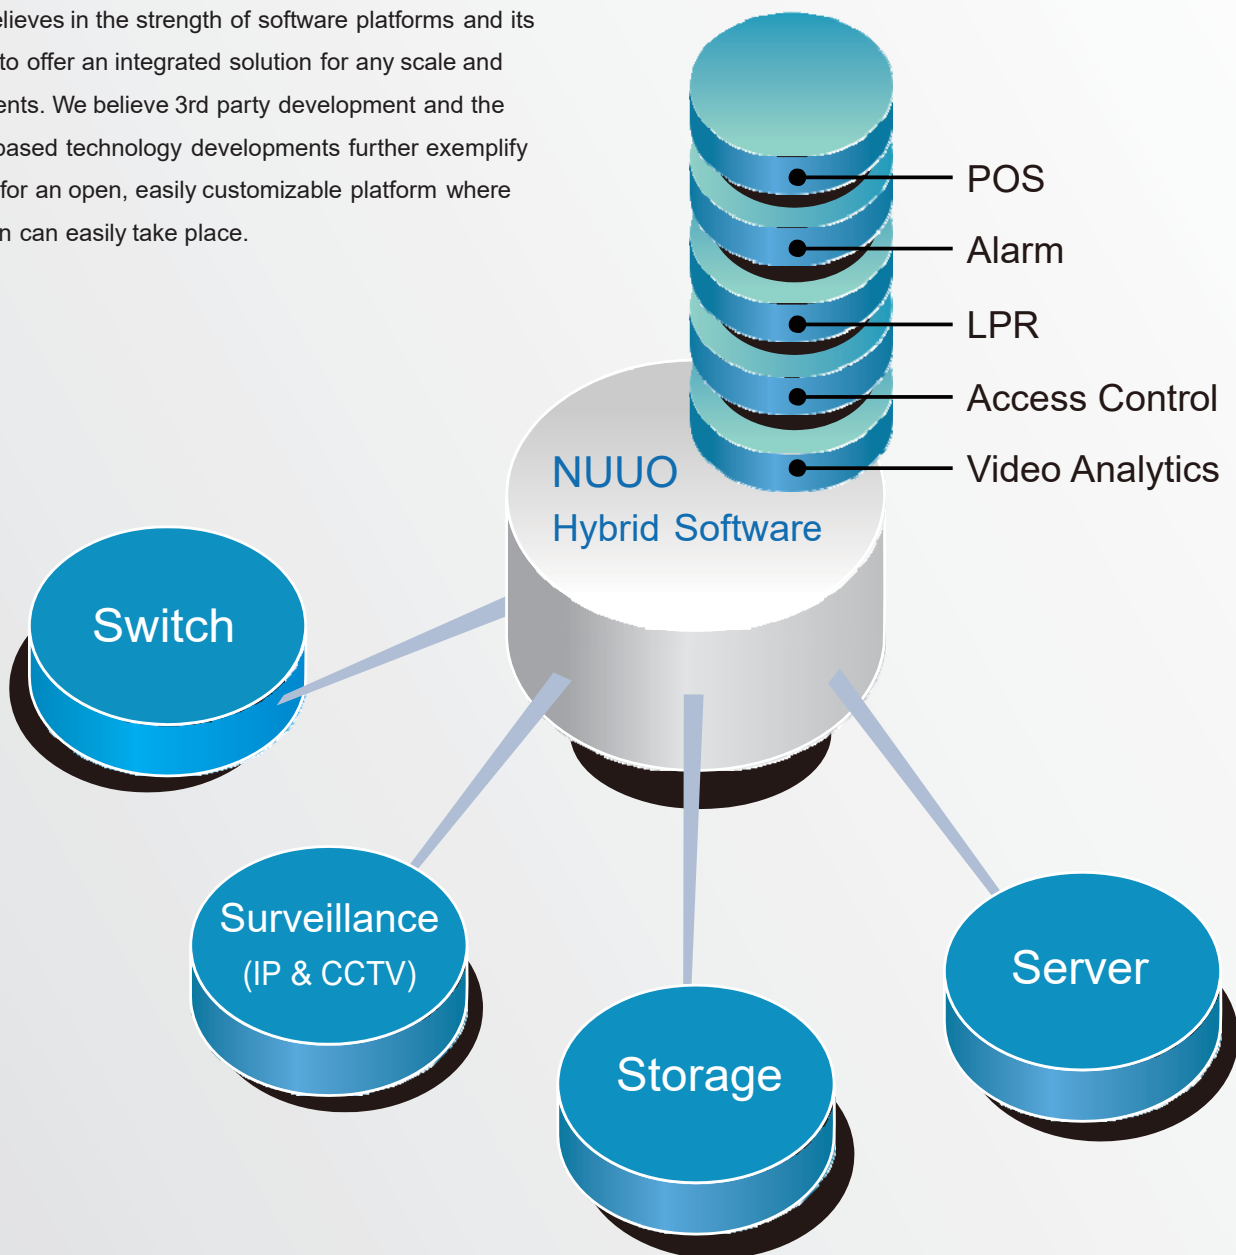 elieves in the strength of software platforms and its
to offer an integrated solution for any scale and
ents. We believe 3rd party development and the
based technology developments further exemplify
for an open, easily customizable platform where
n can easily take place.
POS
Alarm
LPR
Access Control
Video Analytics
NUUO
Hybrid Software
Switch
Surveillance
(IP & CCTV)
Server
Storage